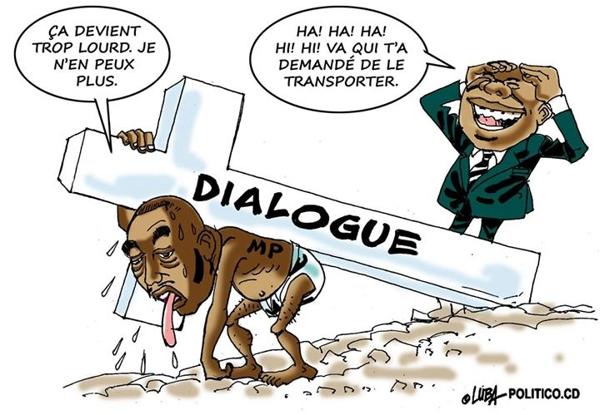 ÇA DEVIENT
TROP LOURD. JE
N'EN PEUX
PLUS.
HA! HA! HA!
HI! HI! VA QUI T'A
DEMANDÉ DE LE
TRANSPORTER.
DIALOGUE
MP
©LUBA-POLITICO.CD